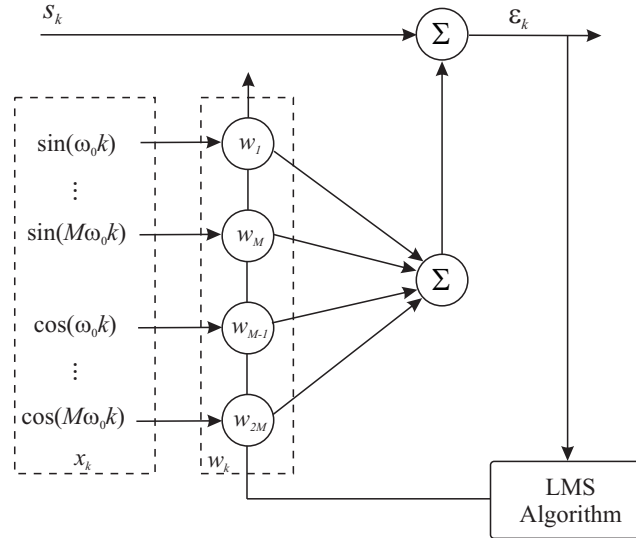 s_k
Σ
ε_k
sin(ω₀k)
w_1
⋮
sin(Mω₀k)
w_M
Σ
cos(ω₀k)
w_{M-1}
⋮
cos(Mω₀k)
w_{2M}
x_k
w_k
LMS
Algorithm